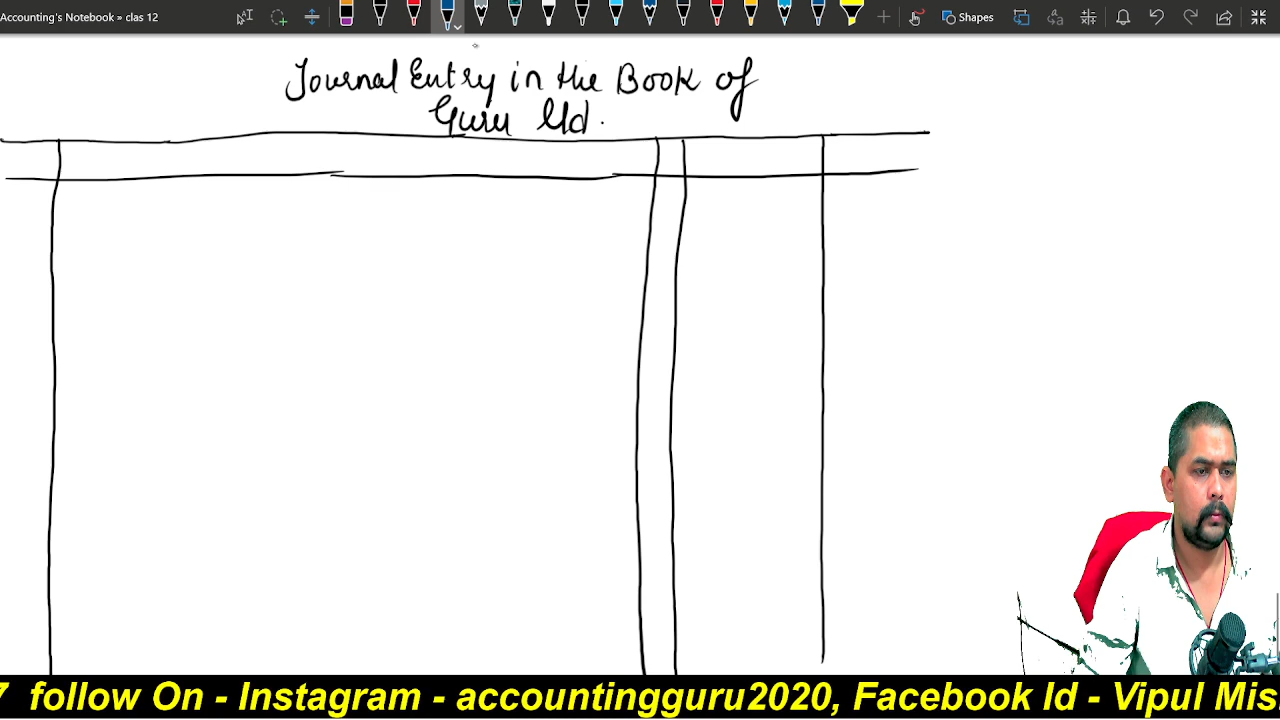 Accounting's Notebook » clas 12
Shapes
Journal Entry in the Book of
Guru Ltd.
7 follow On - Instagram - accountingguru2020, Facebook Id - Vipul Mis